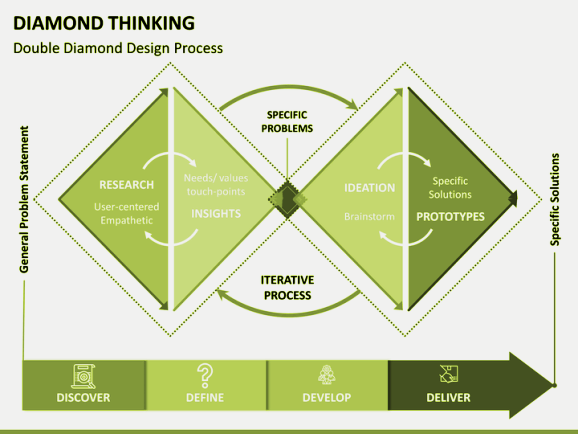 DIAMOND THINKING
Double Diamond Design Process
General Problem Statement
SPECIFIC
PROBLEMS
RESEARCH
User-centered
Empathetic
Needs/ values
touch-points
INSIGHTS
IDEATION
Brainstorm
Specific
Solutions
PROTOTYPES
Specific Solutions
ITERATIVE
PROCESS
DISCOVER
DEFINE
DEVELOP
DELIVER